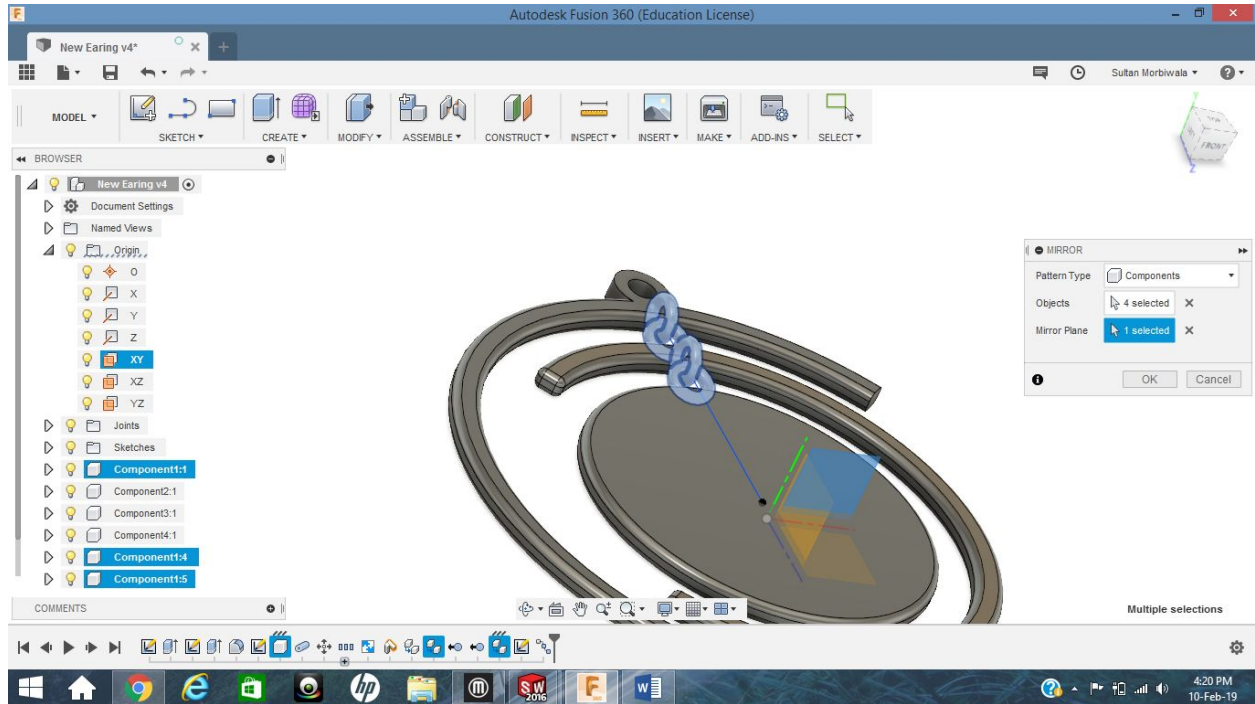 Autodesk Fusion 360 (Education License)
New Earing v4*
Sultan Morbiwala
MODEL
SKETCH
CREATE
MODIFY
ASSEMBLE
CONSTRUCT
INSPECT
INSERT
MAKE
ADD-INS
SELECT
BROWSER
New Earing v4
Document Settings
Named Views
Origin
O
X
Y
Z
XY
XZ
YZ
Joints
Sketches
Component1:1
Component2:1
Component3:1
Component4:1
Component1:4
Component1:5
FRONT
Y
Z
MIRROR
Pattern Type Components
Objects 4 selected
Mirror Plane 1 selected
OK Cancel
COMMENTS
Multiple selections
hp
SW
2016
F
W
4:20 PM
10-Feb-19